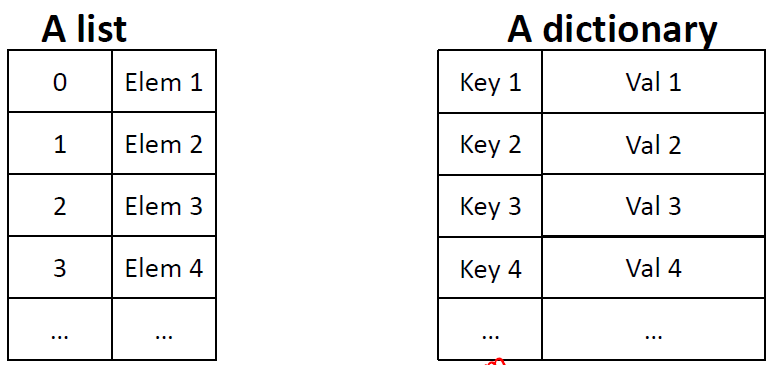 A list
0 Elem 1
1 Elem 2
2 Elem 3
3 Elem 4
... ...
A dictionary
Key 1 Val 1
Key 2 Val 2
Key 3 Val 3
Key 4 Val 4
... ...